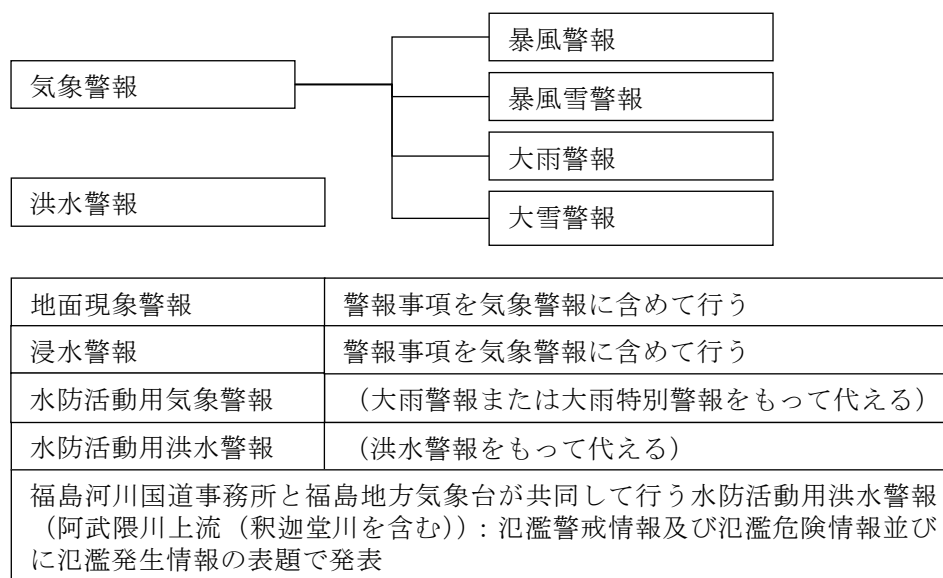 気象警報
暴風警報
暴風雪警報
大雨警報
大雪警報
洪水警報
地面現象警報 警報事項を気象警報に含めて行う
浸水警報 警報事項を気象警報に含めて行う
水防活動用気象警報 （大雨警報または大雨特別警報をもって代える）
水防活動用洪水警報 （洪水警報をもって代える）
福島河川国道事務所と福島地方気象台が共同して行う水防活動用洪水警報
（阿武隈川上流（釈迦堂川を含む））：氾濫警戒情報及び氾濫危険情報並び
に氾濫発生情報の表題で発表